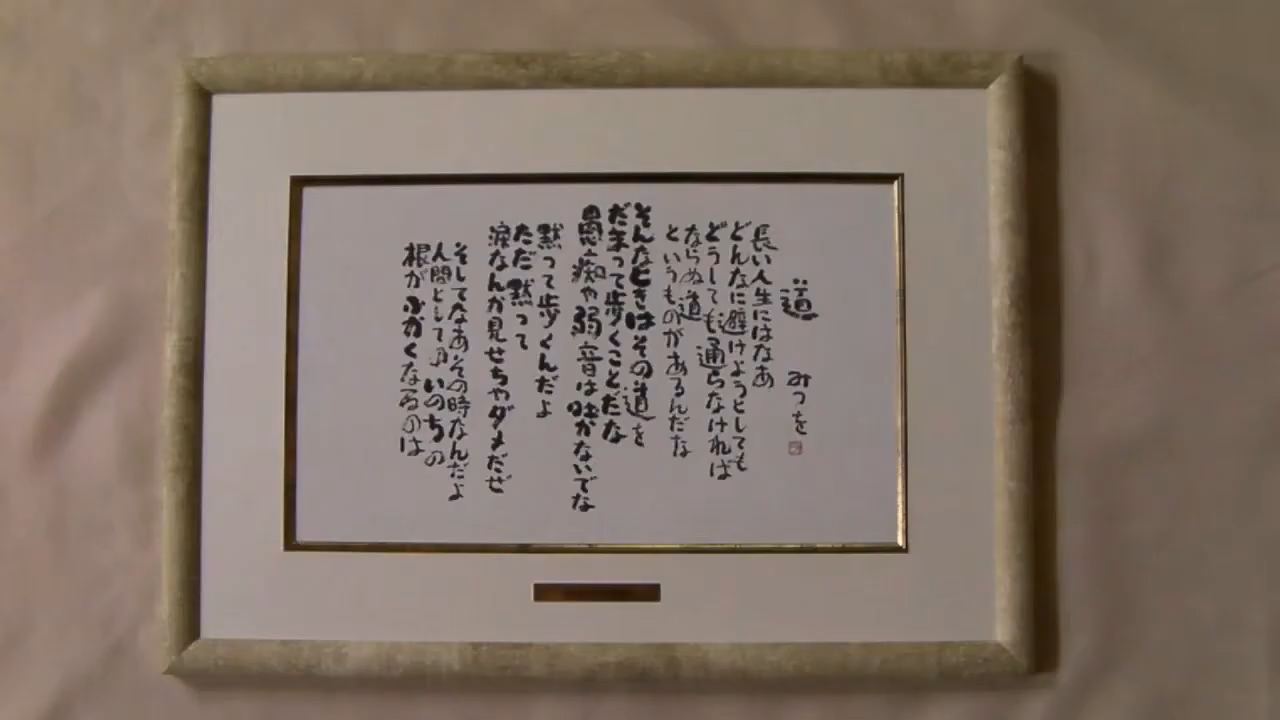 道
みつを
長い人生にはなあ
どんなに避けようとしても
どうしても通らなければ
ならぬ道
というものがあるんだな
そんなときはその道を
だまって歩くことだな
愚痴や弱音は吐かないでな
黙って歩くんだよ
ただ黙って
涙なんか見せちゃダメだぜ
そしてなあその時なんだよ
人間としてのいのちの
根がふかくなるのは